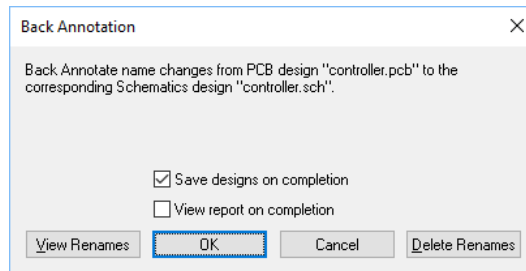 Back Annotation
Back Annotate name changes from PCB design "controller.pcb" to the
corresponding Schematics design "controller.sch".
Save designs on completion
View report on completion
View Renames
OK
Cancel
Delete Renames